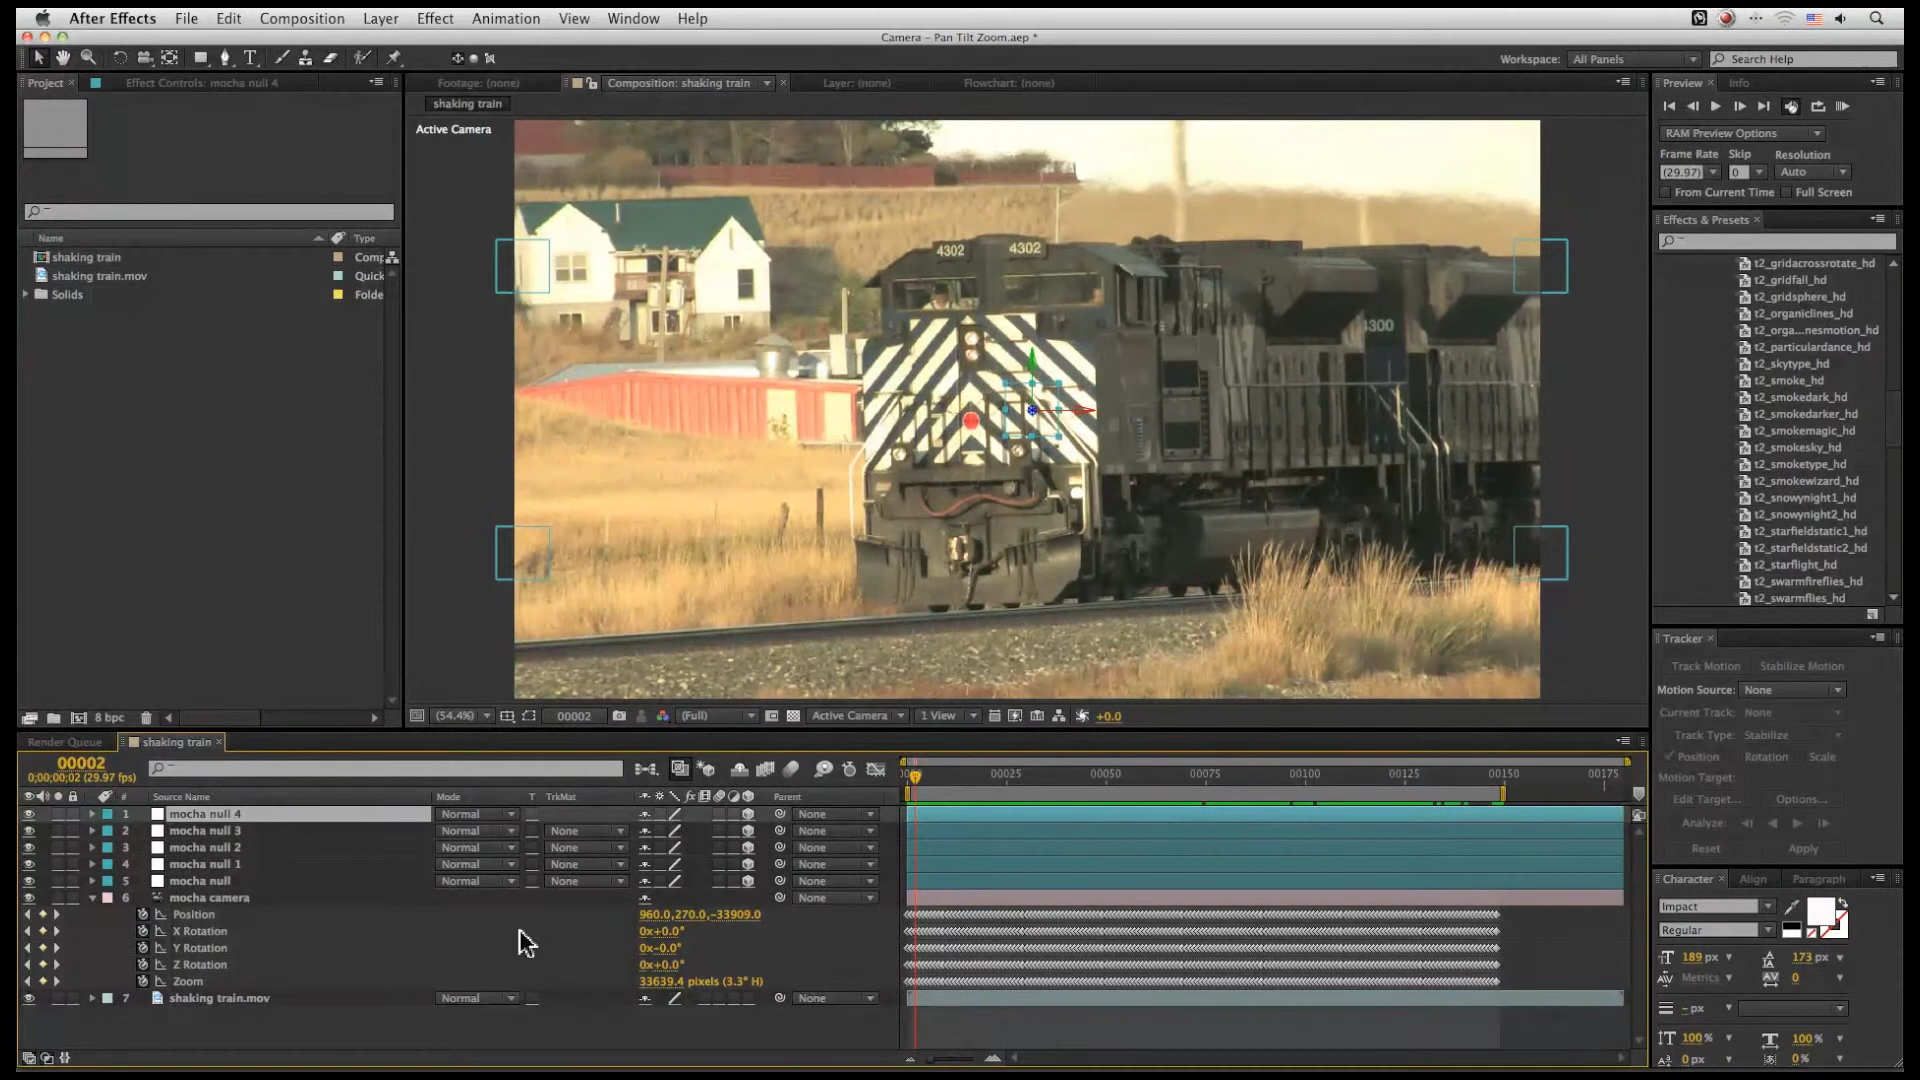 After Effects File Edit Composition Layer Effect Animation View Window Help
Camera – Pan Tilt Zoom.aep *
Workspace: All Panels Search Help
Project Effect Controls: mocha null 4
Footage: (none) Composition: shaking train Layer: (none) Flowchart: (none)
shaking train
Active Camera
4302 4302
4300
Name Type
shaking train Comp
shaking train.mov Quick
Solids Folde
8 bpc
(54.4%) 00002 (Full) Active Camera 1 View +0.0
Preview Info
RAM Preview Options
Frame Rate Skip Resolution
(29.97) 0 Auto
From Current Time Full Screen
Effects & Presets
t2_gridacrossrotate_hd
t2_gridfall_hd
t2_gridsphere_hd
t2_organiclines_hd
t2_orga...nesmotion_hd
t2_particulardance_hd
t2_skytype_hd
t2_smoke_hd
t2_smokedark_hd
t2_smokedarker_hd
t2_smokemagic_hd
t2_smokesky_hd
t2_smoketype_hd
t2_smokewizard_hd
t2_snowynight1_hd
t2_snowynight2_hd
t2_starfieldstatic1_hd
t2_starfieldstatic2_hd
t2_starflight_hd
t2_swarmfireflies_hd
t2_swarmflies_hd
Tracker
Track Motion Stabilize Motion
Motion Source: None
Current Track: None
Track Type: Stabilize
Position Rotation Scale
Motion Target:
Edit Target... Options...
Analyze:
Reset Apply
Character Align Paragraph
Impact
Regular
189 px 173 px
Metrics 0
– px
100 % 100 %
0 px 0 %
Render Queue shaking train
00002
0;00;00;02 (29.97 fps)
00025 00050 00075 00100 00125 00150 00175
# Source Name Mode T TrkMat fx Parent
1 mocha null 4 Normal None
2 mocha null 3 Normal None None
3 mocha null 2 Normal None None
4 mocha null 1 Normal None None
5 mocha null Normal None None
6 mocha camera None
Position 960.0,270.0,-33909.0
X Rotation 0x+0.0°
Y Rotation 0x-0.0°
Z Rotation 0x+0.0°
Zoom 33639.4 pixels (3.3° H)
7 shaking train.mov Normal None